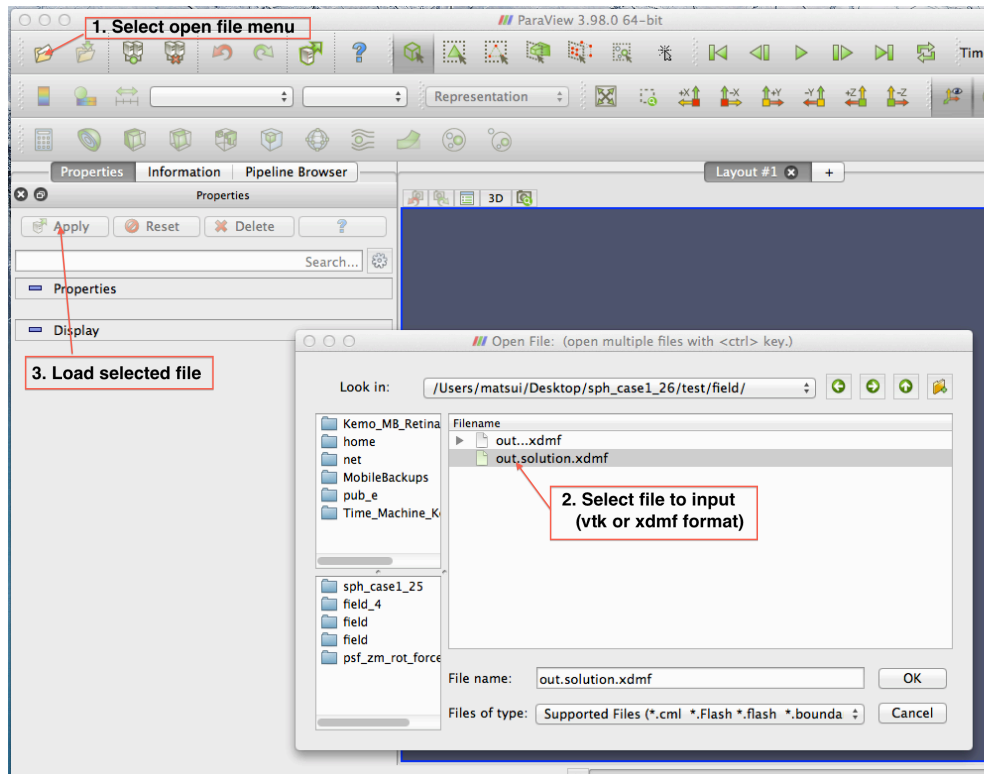 ParaView 3.98.0 64-bit
1. Select open file menu
?
Tim
Representation
+X -X +Y -Y +Z -Z
Properties Information Pipeline Browser
Layout #1 +
Properties
3D
Apply Reset Delete ?
Search...
Properties
Display
3. Load selected file
Open File: (open multiple files with <ctrl> key.)
Look in: /Users/matsui/Desktop/sph_case1_26/test/field/
Kemo_MB_Retina
home
net
MobileBackups
pub_e
Time_Machine_K
Filename
out...xdmf
out.solution.xdmf
2. Select file to input
(vtk or xdmf format)
sph_case1_25
field_4
field
field
psf_zm_rot_force
File name: out.solution.xdmf OK
Files of type: Supported Files (*.cml *.Flash *.flash *.bounda Cancel